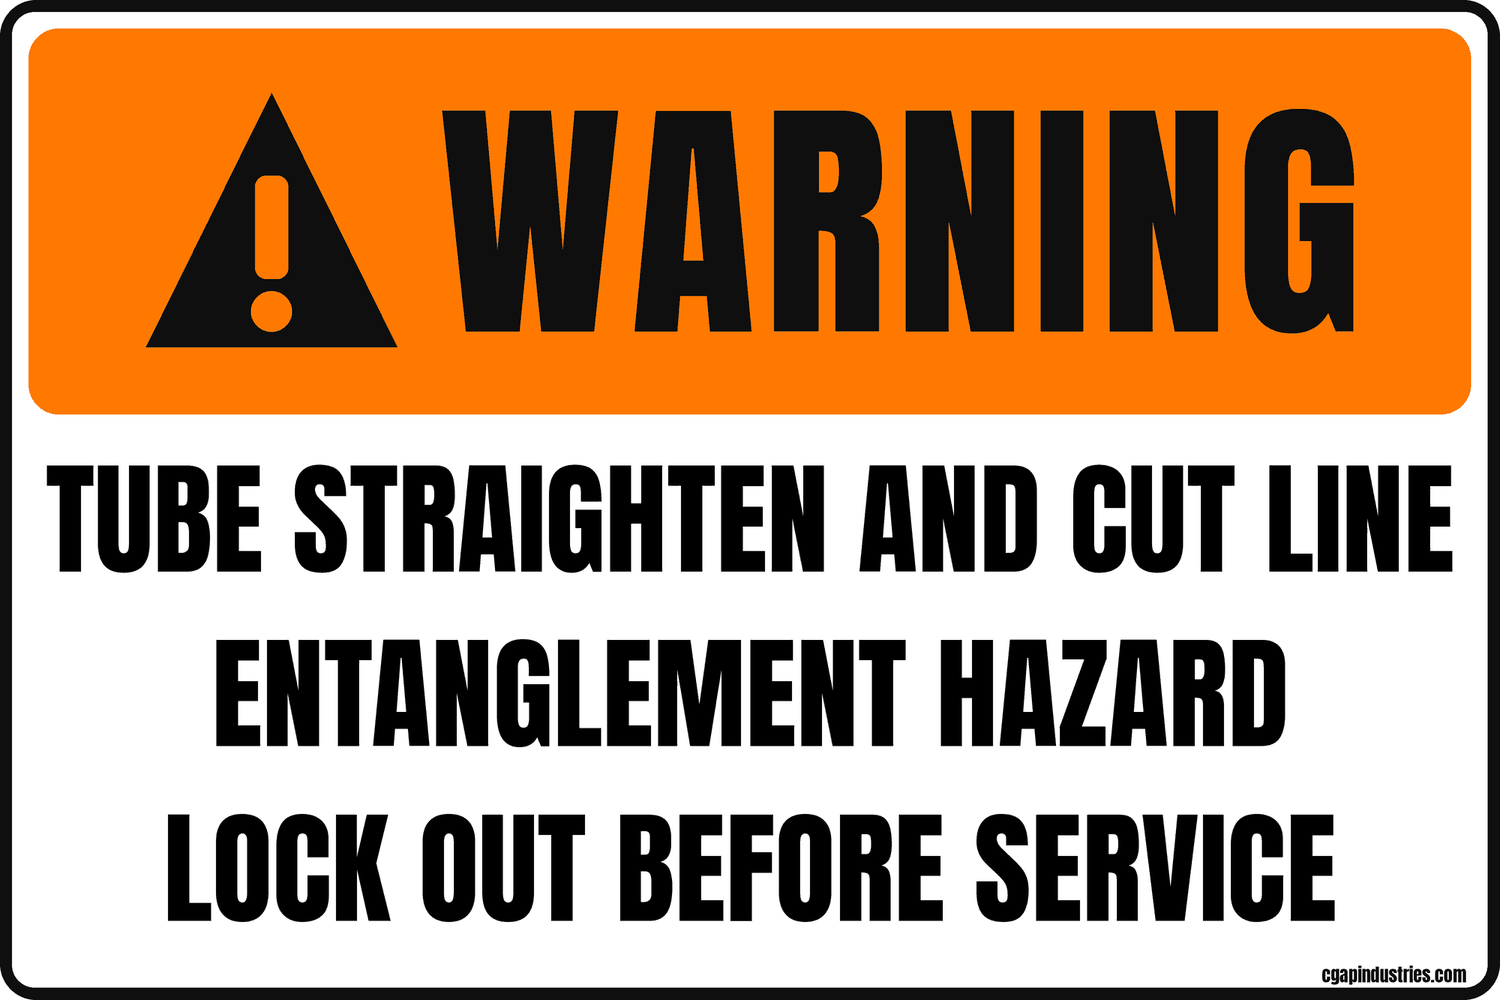 WARNING
TUBE STRAIGHTEN AND CUT LINE
ENTANGLEMENT HAZARD
LOCK OUT BEFORE SERVICE
cgapindustries.com